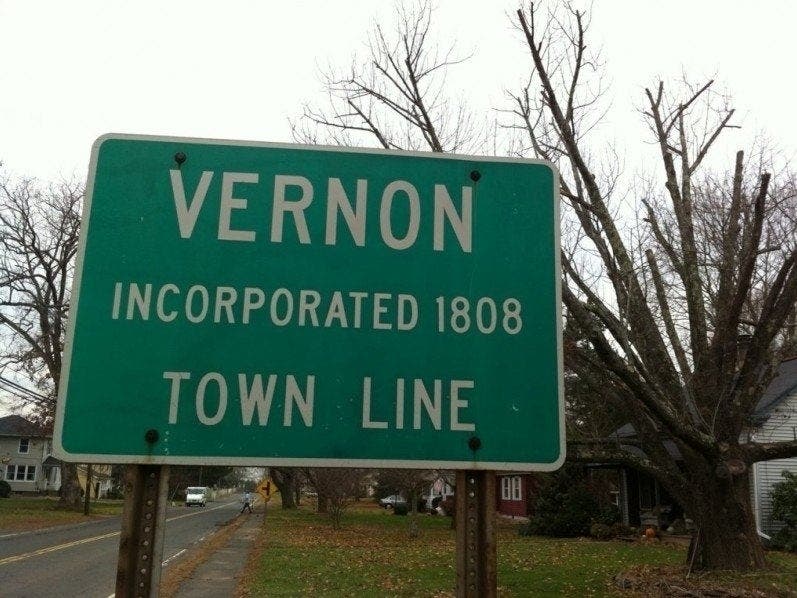 VERNON
INCORPORATED 1808
TOWN LINE